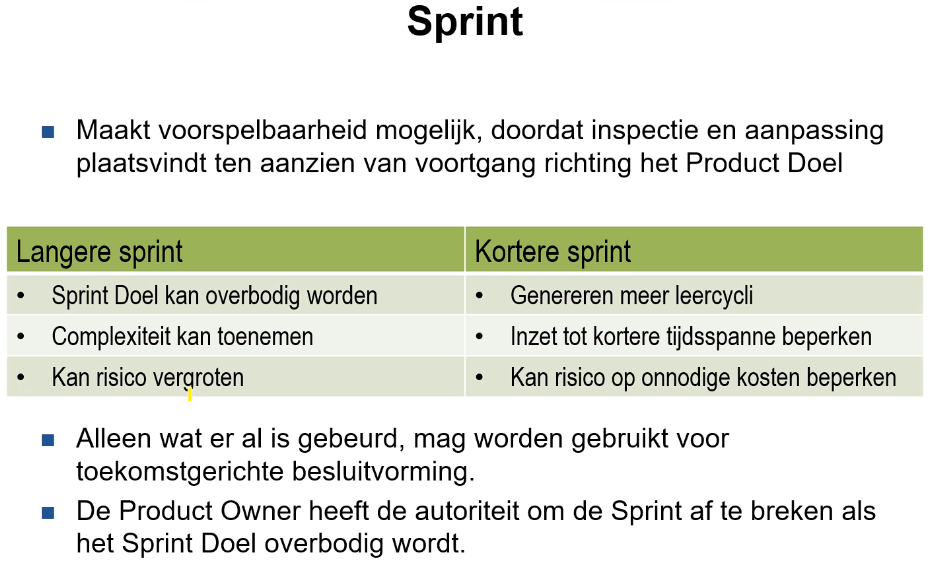 Sprint
Maakt voorspelbaarheid mogelijk, doordat inspectie en aanpassing
plaatsvindt ten aanzien van voortgang richting het Product Doel
Langere sprint
Kortere sprint
• Sprint Doel kan overbodig worden
• Genereren meer leercycli
• Complexiteit kan toenemen
• Inzet tot kortere tijdsspanne beperken
• Kan risico vergroten
• Kan risico op onnodige kosten beperken
Alleen wat er al is gebeurd, mag worden gebruikt voor
toekomstgerichte besluitvorming.
De Product Owner heeft de autoriteit om de Sprint af te breken als
het Sprint Doel overbodig wordt.